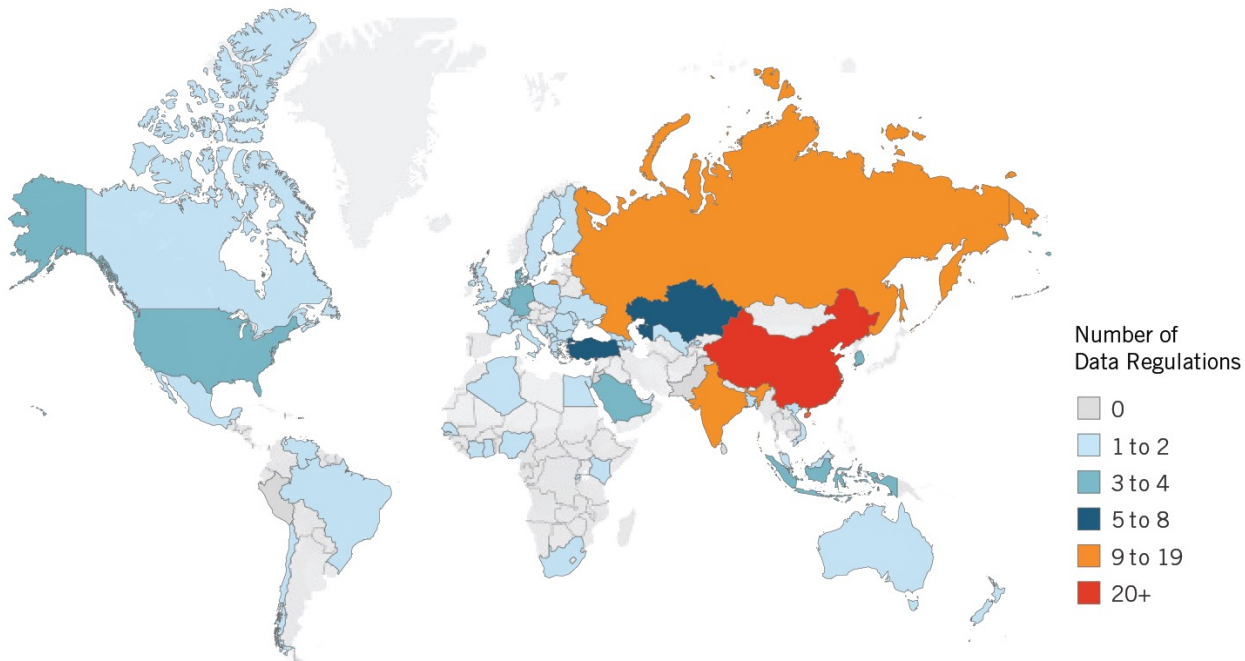 Number of
Data Regulations
0
1 to 2
3 to 4
5 to 8
9 to 19
20+